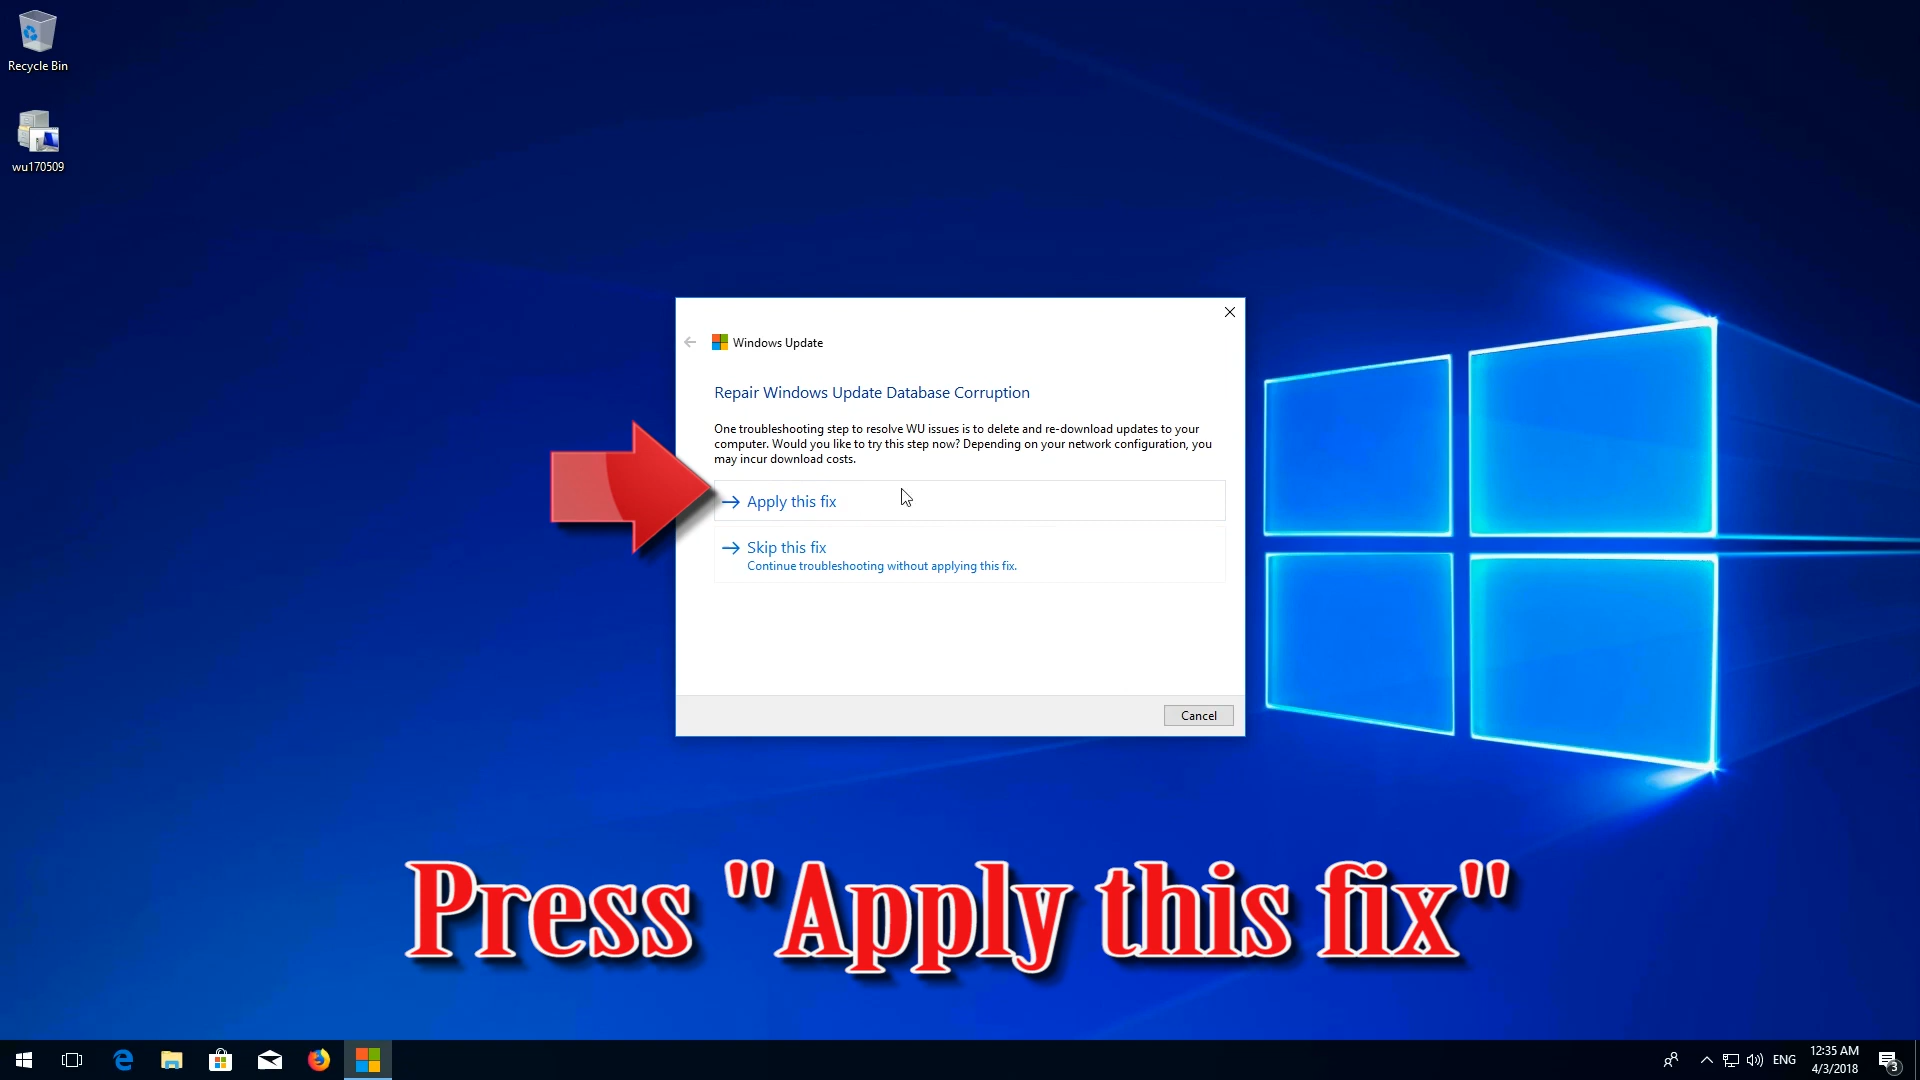 Recycle Bin
wu170509
Windows Update
Repair Windows Update Database Corruption
One troubleshooting step to resolve WU issues is to delete and re-download updates to your
computer. Would you like to try this step now? Depending on your network configuration, you
may incur download costs.
Apply this fix
Skip this fix
Continue troubleshooting without applying this fix.
Cancel
Press "Apply this fix"
ENG
12:35 AM
4/3/2018
3